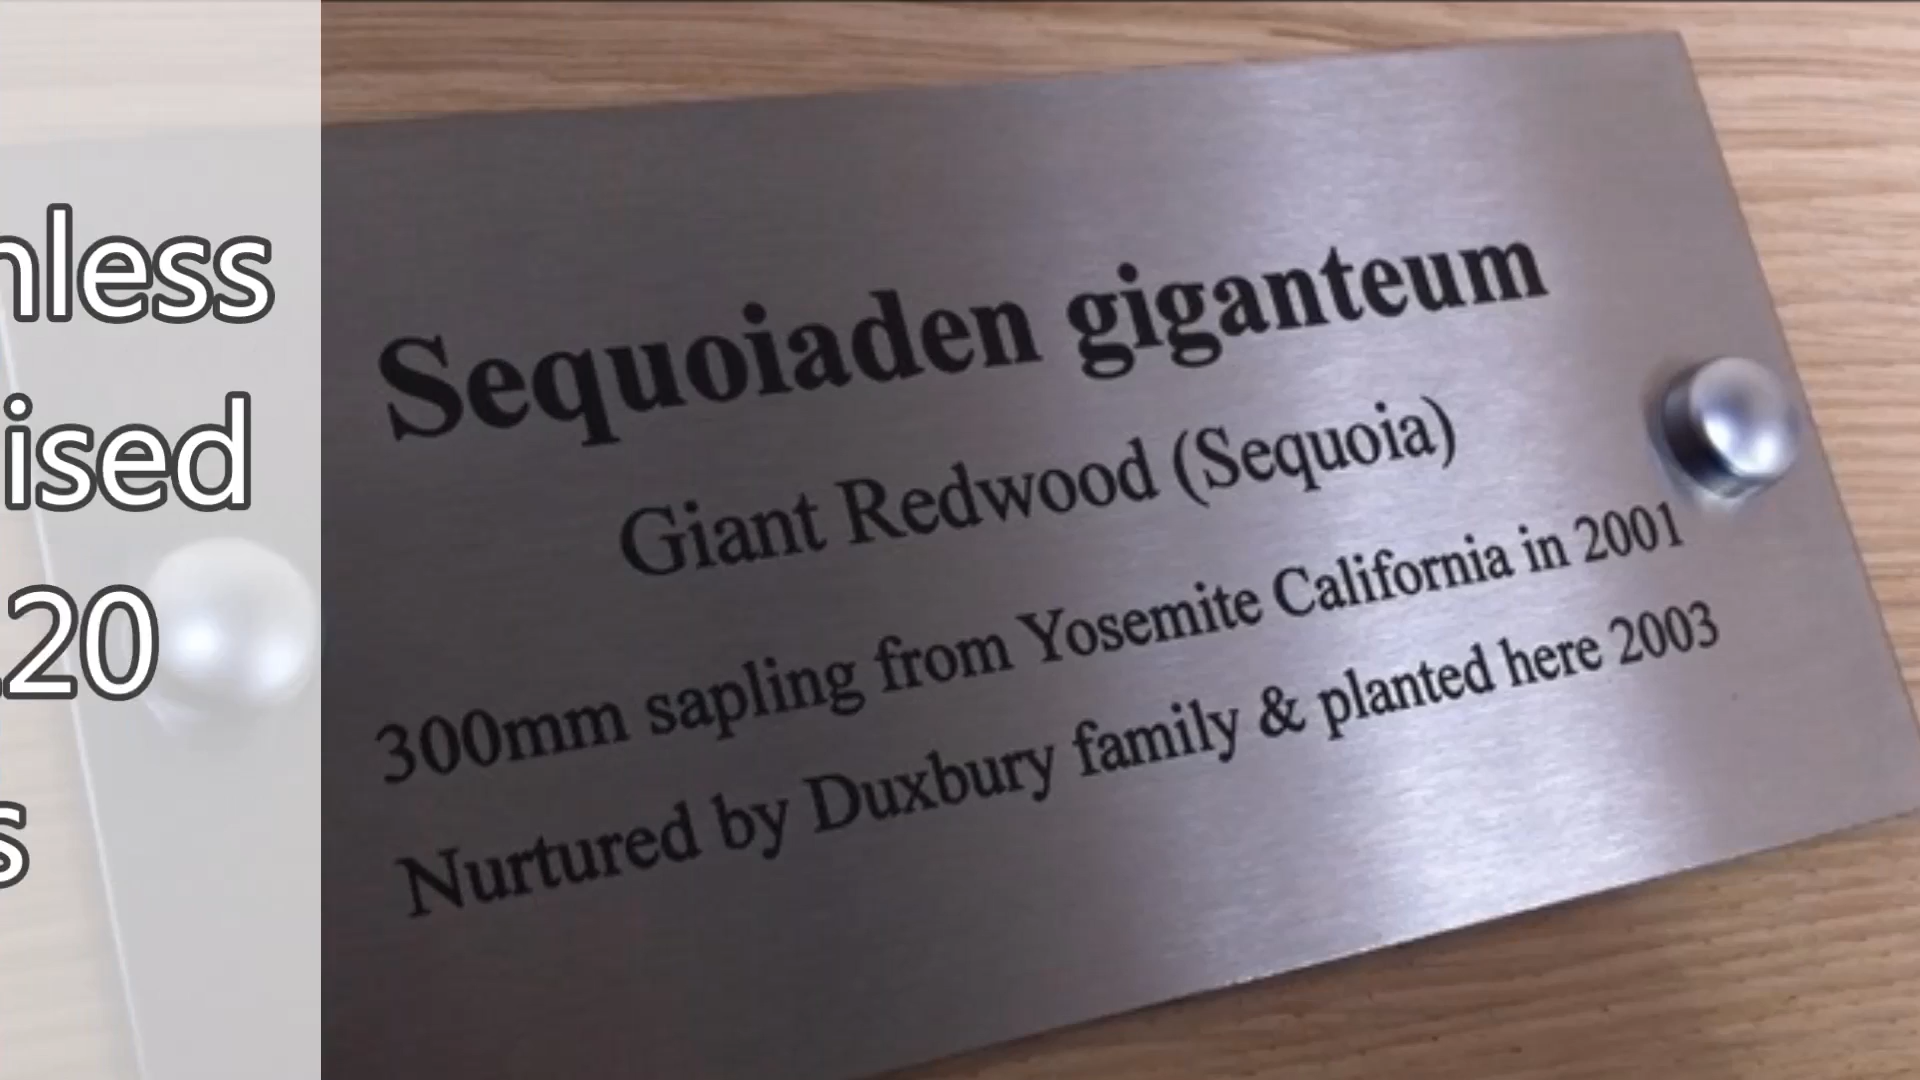 nless
ised
20
s
Sequoiaden giganteum
Giant Redwood (Sequoia)
300mm sapling from Yosemite California in 2001
Nurtured by Duxbury family & planted here 2003